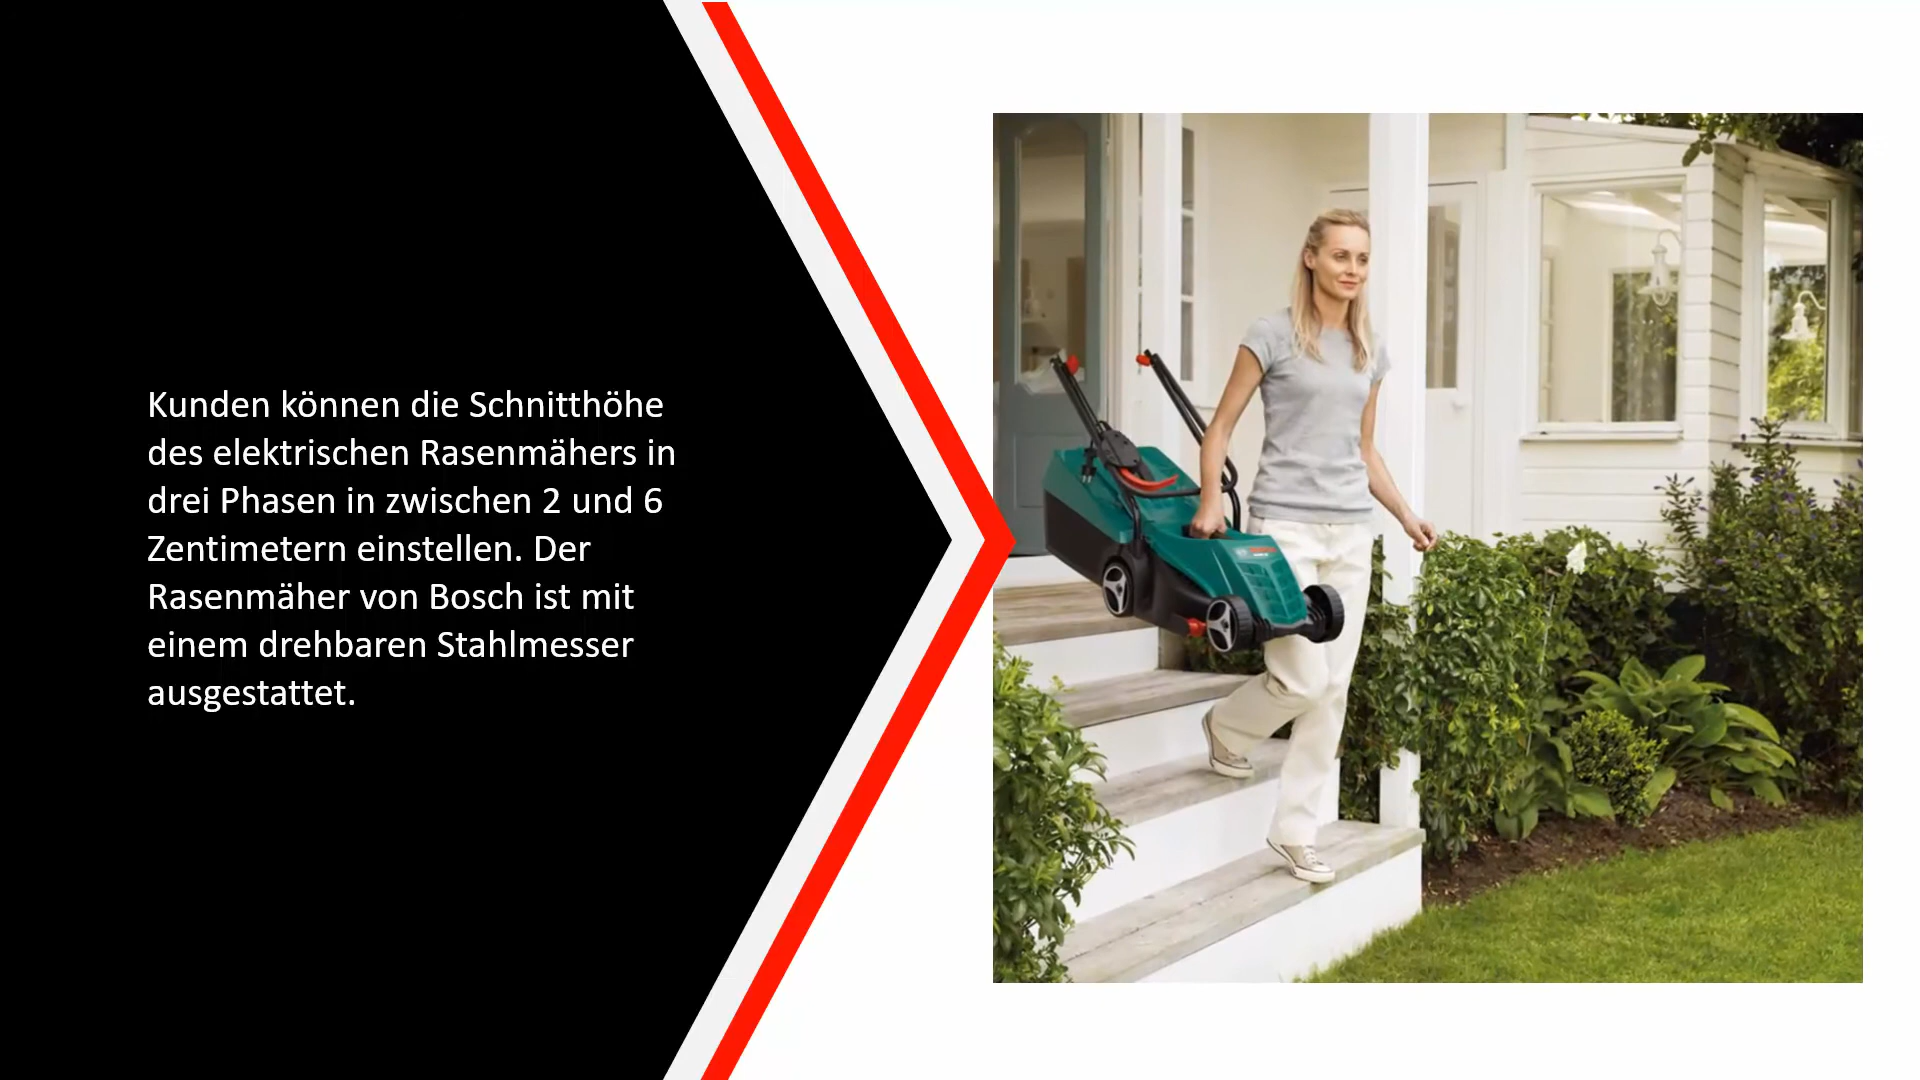 Kunden können die Schnitthöhe
des elektrischen Rasenmähers in
drei Phasen in zwischen 2 und 6
Zentimetern einstellen. Der
Rasenmäher von Bosch ist mit
einem drehbaren Stahlmesser
ausgestattet.